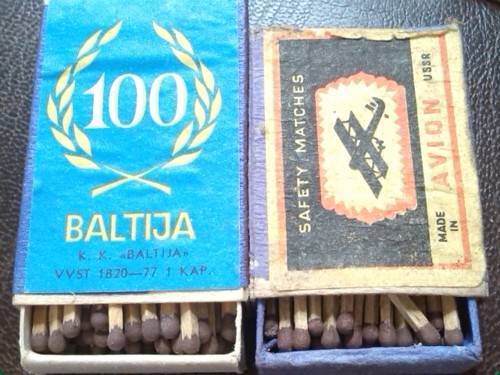 100
BALTIJA
K. K. «BALTIJA»
VVST 1820—77 1 KAP.
SAFETY MATCHES
AVION
MADE IN
USSR